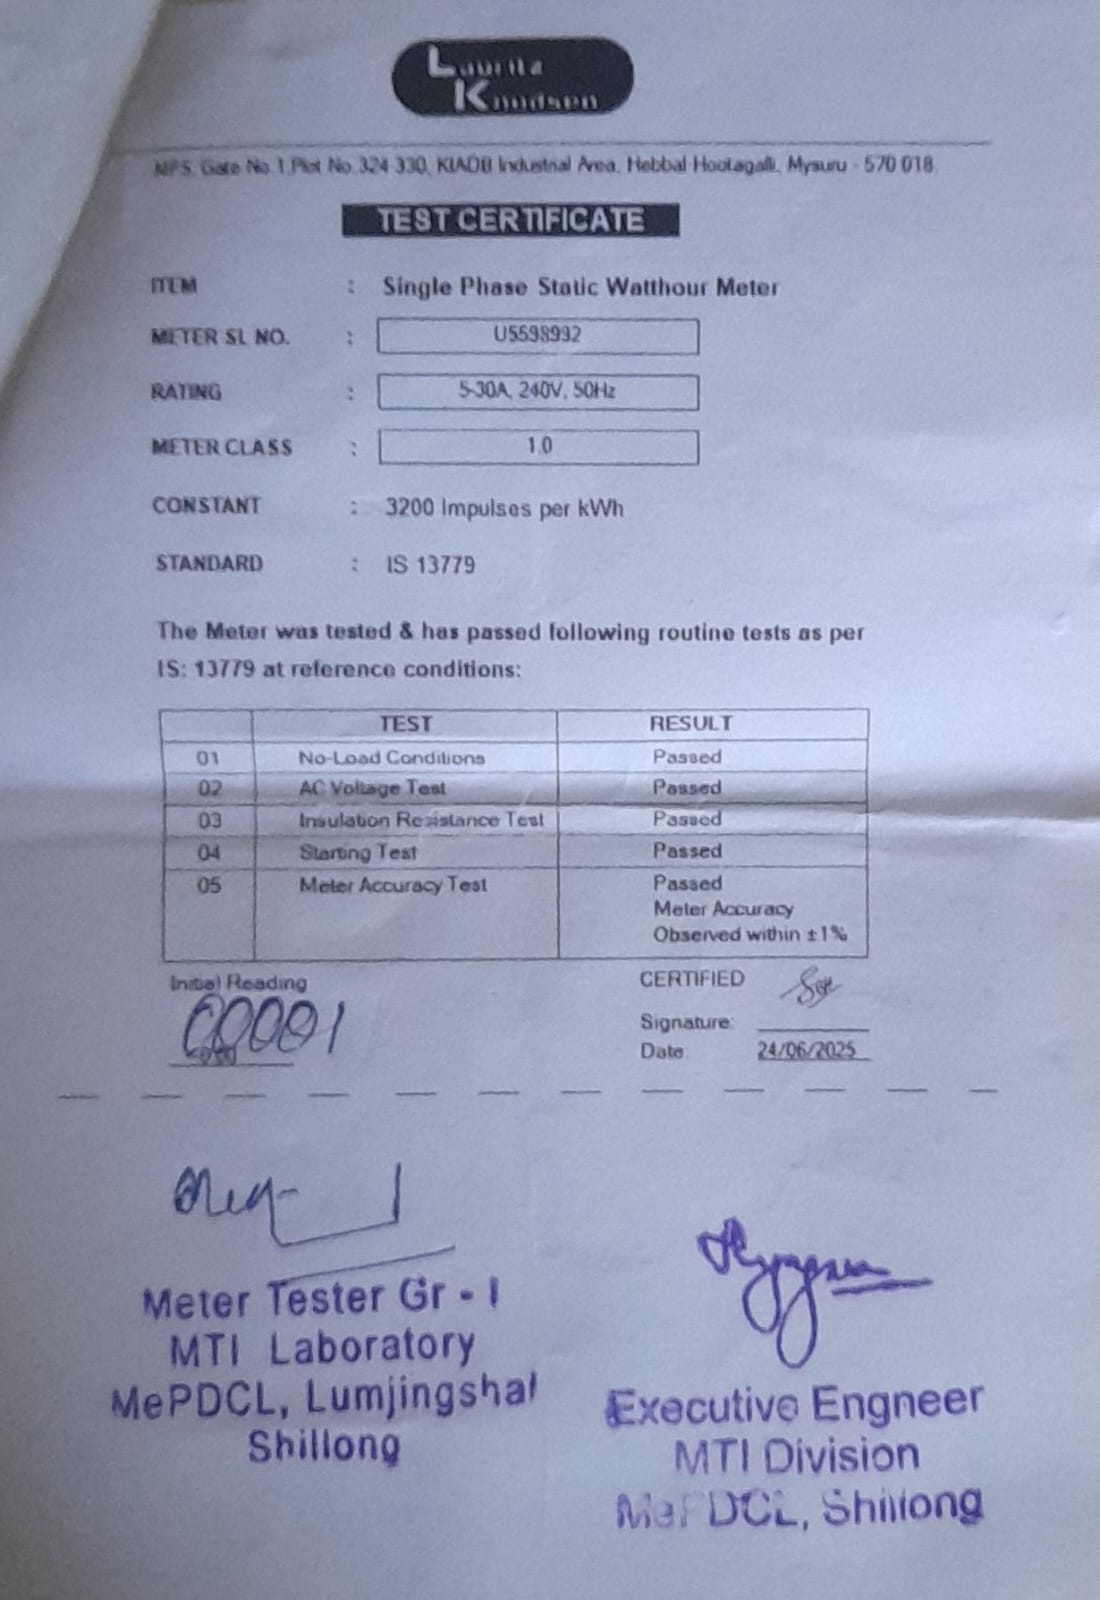 Lauritz
Knudsen
MPS, Gate No.1 Plot No.324-330, KIADB Industrial Area, Hebbal Hootagalli, Mysuru - 570 018.
TEST CERTIFICATE
ITEM : Single Phase Static Watthour Meter
METER SL NO. : U5598992
RATING : 5-30A, 240V, 50Hz
METER CLASS : 1.0
CONSTANT : 3200 Impulses per kWh
STANDARD : IS 13779
The Meter was tested & has passed following routine tests as per
IS: 13779 at reference conditions:
TEST RESULT
01 No-Load Conditions Passed
02 AC Voltage Test Passed
03 Insulation Resistance Test Passed
04 Starting Test Passed
05 Meter Accuracy Test Passed
Meter Accuracy
Observed within ±1%
Initial Reading
00001
CERTIFIED
Signature:
Date: 24/06/2025
Meter Tester Gr - I
MTI Laboratory
MePDCL, Lumjingshai
Shillong
Executive Engneer
MTI Division
MePDCL, Shillong